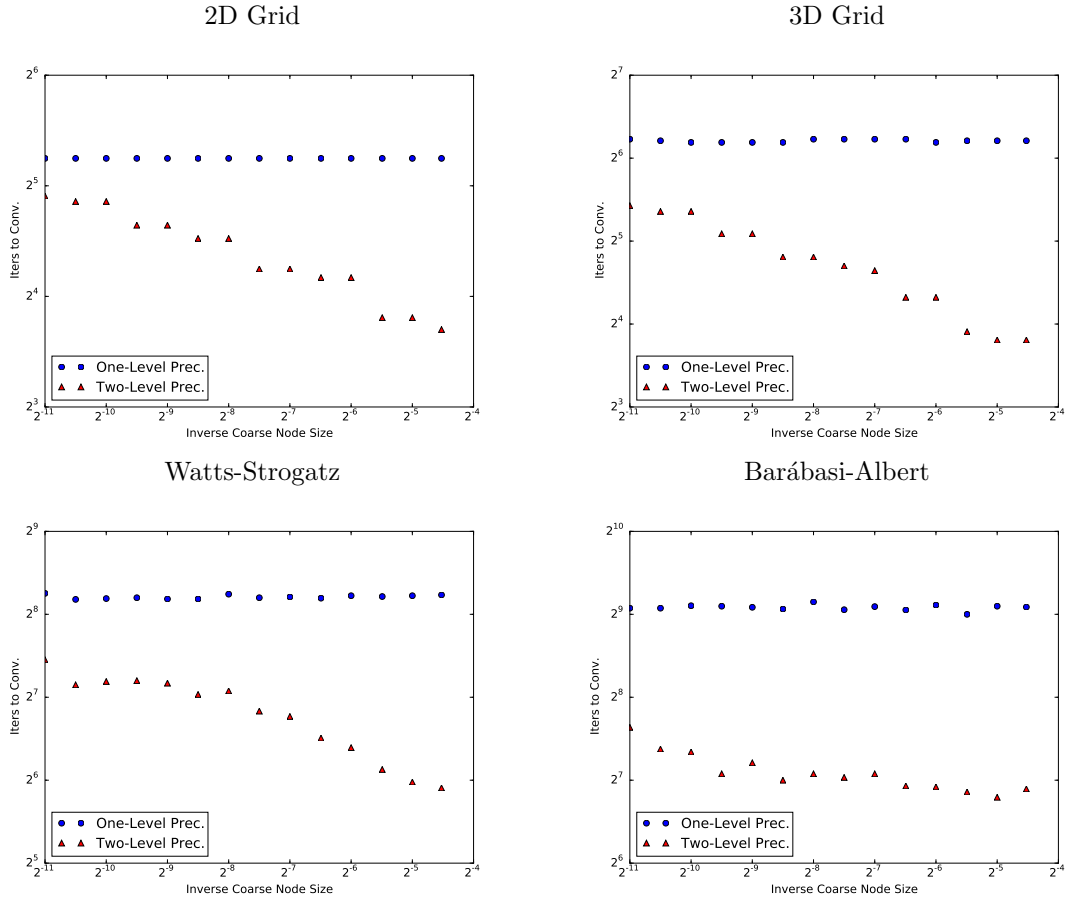 2D Grid
2^6
2^5
2^4
2^3
Iters to Conv.
One-Level Prec.
Two-Level Prec.
2^-11 2^-10 2^-9 2^-8 2^-7 2^-6 2^-5 2^-4
Inverse Coarse Node Size
3D Grid
2^7
2^6
2^5
2^4
2^3
Iters to Conv.
One-Level Prec.
Two-Level Prec.
2^-11 2^-10 2^-9 2^-8 2^-7 2^-6 2^-5 2^-4
Inverse Coarse Node Size
Watts-Strogatz
2^9
2^8
2^7
2^6
2^5
Iters to Conv.
One-Level Prec.
Two-Level Prec.
2^-11 2^-10 2^-9 2^-8 2^-7 2^-6 2^-5 2^-4
Inverse Coarse Node Size
Barábasi-Albert
2^10
2^9
2^8
2^7
2^6
Iters to Conv.
One-Level Prec.
Two-Level Prec.
2^-11 2^-10 2^-9 2^-8 2^-7 2^-6 2^-5 2^-4
Inverse Coarse Node Size